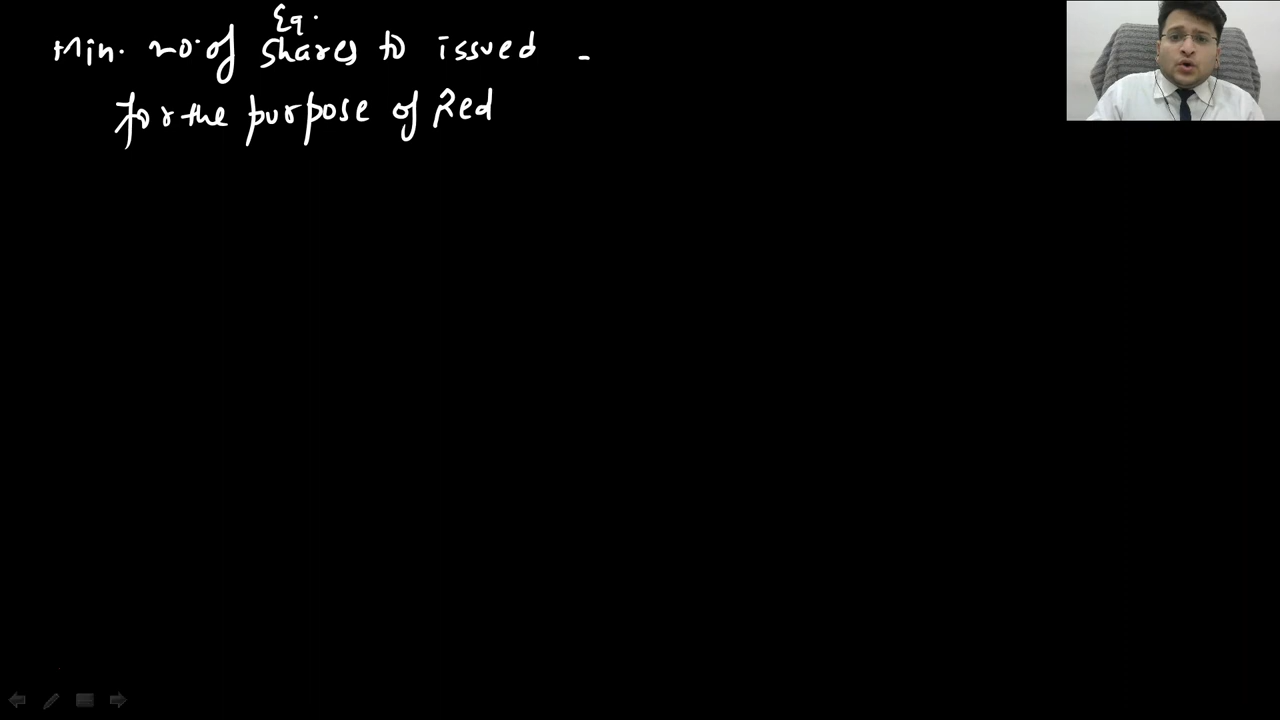 Eq.
Min. no. of shares to issued -
for the purpose of Red